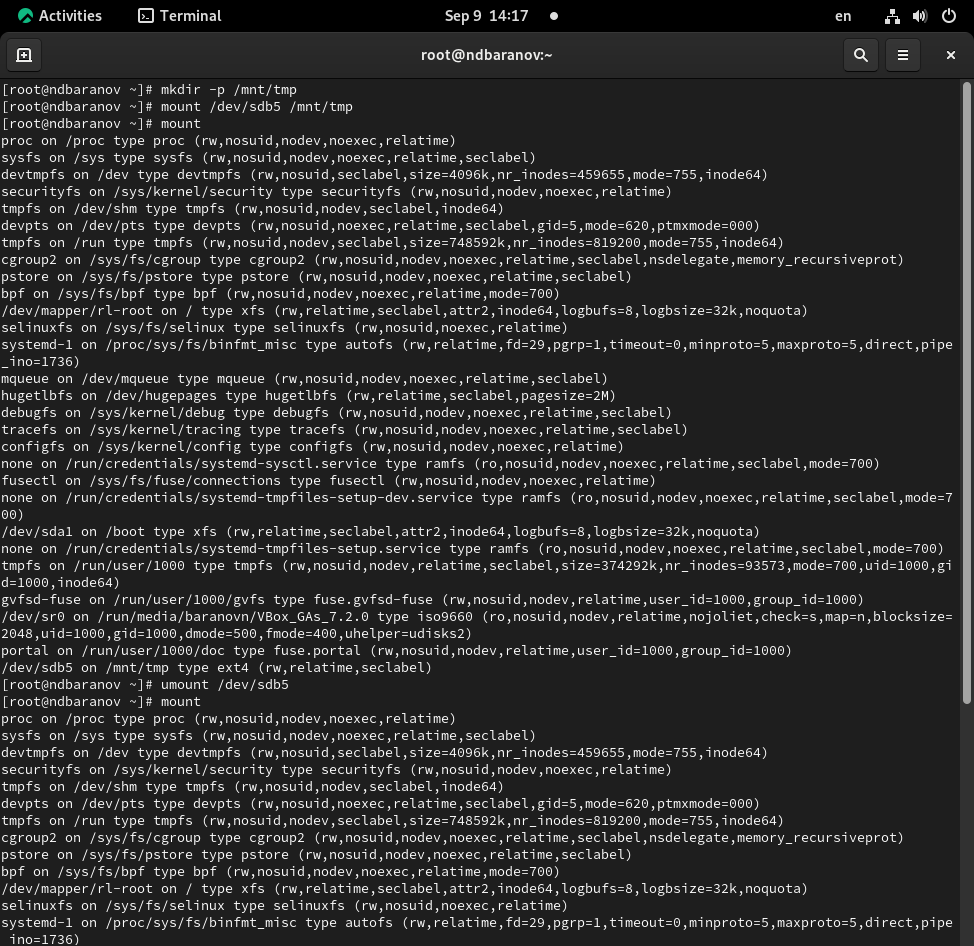 Activities
Terminal
Sep 9 14:17
en
root@ndbaranov:~
[root@ndbaranov ~]# mkdir -p /mnt/tmp
[root@ndbaranov ~]# mount /dev/sdb5 /mnt/tmp
[root@ndbaranov ~]# mount
proc on /proc type proc (rw,nosuid,nodev,noexec,relatime)
sysfs on /sys type sysfs (rw,nosuid,nodev,noexec,relatime,seclabel)
devtmpfs on /dev type devtmpfs (rw,nosuid,seclabel,size=4096k,nr_inodes=459655,mode=755,inode64)
securityfs on /sys/kernel/security type securityfs (rw,nosuid,nodev,noexec,relatime)
tmpfs on /dev/shm type tmpfs (rw,nosuid,nodev,seclabel,inode64)
devpts on /dev/pts type devpts (rw,nosuid,noexec,relatime,seclabel,gid=5,mode=620,ptmxmode=000)
tmpfs on /run type tmpfs (rw,nosuid,nodev,seclabel,size=748592k,nr_inodes=819200,mode=755,inode64)
cgroup2 on /sys/fs/cgroup type cgroup2 (rw,nosuid,nodev,noexec,relatime,seclabel,nsdelegate,memory_recursiveprot)
pstore on /sys/fs/pstore type pstore (rw,nosuid,nodev,noexec,relatime,seclabel)
bpf on /sys/fs/bpf type bpf (rw,nosuid,nodev,noexec,relatime,mode=700)
/dev/mapper/rl-root on / type xfs (rw,relatime,seclabel,attr2,inode64,logbufs=8,logbsize=32k,noquota)
selinuxfs on /sys/fs/selinux type selinuxfs (rw,nosuid,noexec,relatime)
systemd-1 on /proc/sys/fs/binfmt_misc type autofs (rw,relatime,fd=29,pgrp=1,timeout=0,minproto=5,maxproto=5,direct,pipe
_ino=1736)
mqueue on /dev/mqueue type mqueue (rw,nosuid,nodev,noexec,relatime,seclabel)
hugetlbfs on /dev/hugepages type hugetlbfs (rw,relatime,seclabel,pagesize=2M)
debugfs on /sys/kernel/debug type debugfs (rw,nosuid,nodev,noexec,relatime,seclabel)
tracefs on /sys/kernel/tracing type tracefs (rw,nosuid,nodev,noexec,relatime,seclabel)
configfs on /sys/kernel/config type configfs (rw,nosuid,nodev,noexec,relatime)
none on /run/credentials/systemd-sysctl.service type ramfs (ro,nosuid,nodev,noexec,relatime,seclabel,mode=700)
fusectl on /sys/fs/fuse/connections type fusectl (rw,nosuid,nodev,noexec,relatime)
none on /run/credentials/systemd-tmpfiles-setup-dev.service type ramfs (ro,nosuid,nodev,noexec,relatime,seclabel,mode=7
00)
/dev/sda1 on /boot type xfs (rw,relatime,seclabel,attr2,inode64,logbufs=8,logbsize=32k,noquota)
none on /run/credentials/systemd-tmpfiles-setup.service type ramfs (ro,nosuid,nodev,noexec,relatime,seclabel,mode=700)
tmpfs on /run/user/1000 type tmpfs (rw,nosuid,nodev,relatime,seclabel,size=374292k,nr_inodes=93573,mode=700,uid=1000,gi
d=1000,inode64)
gvfsd-fuse on /run/user/1000/gvfs type fuse.gvfsd-fuse (rw,nosuid,nodev,relatime,user_id=1000,group_id=1000)
/dev/sr0 on /run/media/baranovn/VBox_GAs_7.2.0 type iso9660 (ro,nosuid,nodev,relatime,nojoliet,check=s,map=n,blocksize=
2048,uid=1000,gid=1000,dmode=500,fmode=400,uhelper=udisks2)
portal on /run/user/1000/doc type fuse.portal (rw,nosuid,nodev,relatime,user_id=1000,group_id=1000)
/dev/sdb5 on /mnt/tmp type ext4 (rw,relatime,seclabel)
[root@ndbaranov ~]# umount /dev/sdb5
[root@ndbaranov ~]# mount
proc on /proc type proc (rw,nosuid,nodev,noexec,relatime)
sysfs on /sys type sysfs (rw,nosuid,nodev,noexec,relatime,seclabel)
devtmpfs on /dev type devtmpfs (rw,nosuid,seclabel,size=4096k,nr_inodes=459655,mode=755,inode64)
securityfs on /sys/kernel/security type securityfs (rw,nosuid,nodev,noexec,relatime)
tmpfs on /dev/shm type tmpfs (rw,nosuid,nodev,seclabel,inode64)
devpts on /dev/pts type devpts (rw,nosuid,noexec,relatime,seclabel,gid=5,mode=620,ptmxmode=000)
tmpfs on /run type tmpfs (rw,nosuid,nodev,seclabel,size=748592k,nr_inodes=819200,mode=755,inode64)
cgroup2 on /sys/fs/cgroup type cgroup2 (rw,nosuid,nodev,noexec,relatime,seclabel,nsdelegate,memory_recursiveprot)
pstore on /sys/fs/pstore type pstore (rw,nosuid,nodev,noexec,relatime,seclabel)
bpf on /sys/fs/bpf type bpf (rw,nosuid,nodev,noexec,relatime,mode=700)
/dev/mapper/rl-root on / type xfs (rw,relatime,seclabel,attr2,inode64,logbufs=8,logbsize=32k,noquota)
selinuxfs on /sys/fs/selinux type selinuxfs (rw,nosuid,noexec,relatime)
systemd-1 on /proc/sys/fs/binfmt_misc type autofs (rw,relatime,fd=29,pgrp=1,timeout=0,minproto=5,maxproto=5,direct,pipe
_ino=1736)